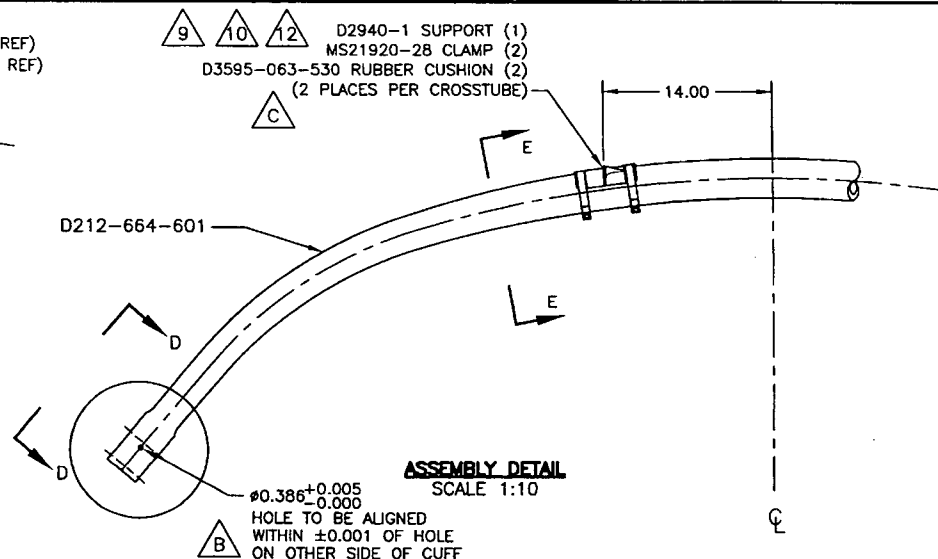 REF)
REF)
9 10 12
D2940-1 SUPPORT (1)
MS21920-28 CLAMP (2)
D3595-063-530 RUBBER CUSHION (2)
(2 PLACES PER CROSSTUBE)
C
14.00
E
D212-664-601
E
D
D
ASSEMBLY DETAIL
SCALE 1:10
ø0.386 +0.005
-0.000
HOLE TO BE ALIGNED
WITHIN ±0.001 OF HOLE
ON OTHER SIDE OF CUFF
B
℄